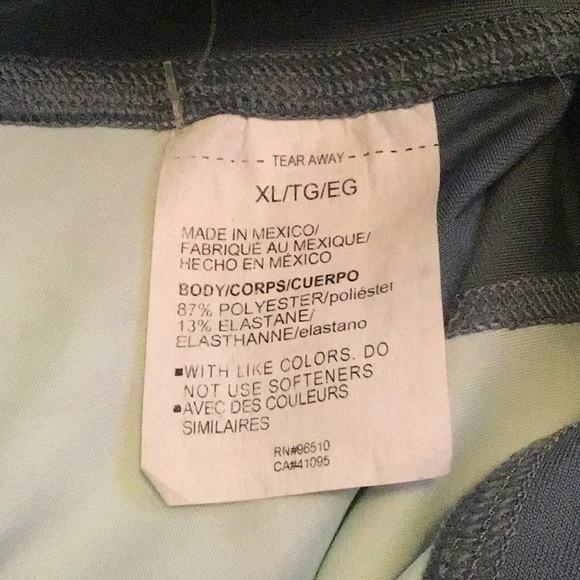 TEAR AWAY
XL/TG/EG
MADE IN MEXICO/
FABRIQUÉ AU MEXIQUE/
HECHO EN MÉXICO
BODY/CORPS/CUERPO
87% POLYESTER/poliéster
13% ELASTANE/
ELASTHANNE/elastano
■WITH LIKE COLORS. DO
NOT USE SOFTENERS
■AVEC DES COULEURS
SIMILAIRES
RN#96510
CA#41095